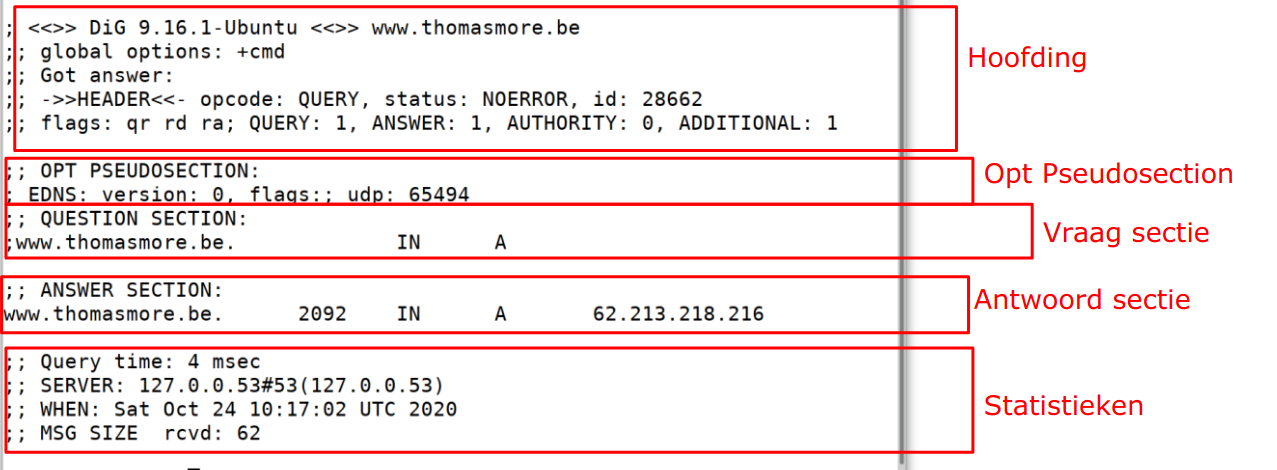 ; <<>> DiG 9.16.1-Ubuntu <<>> www.thomasmore.be
;; global options: +cmd
;; Got answer:
;; ->>HEADER<<- opcode: QUERY, status: NOERROR, id: 28662
;; flags: qr rd ra; QUERY: 1, ANSWER: 1, AUTHORITY: 0, ADDITIONAL: 1
Hoofding
;; OPT PSEUDOSECTION:
; EDNS: version: 0, flags:; udp: 65494
Opt Pseudosection
;; QUESTION SECTION:
;www.thomasmore.be. IN A
Vraag sectie
;; ANSWER SECTION:
www.thomasmore.be. 2092 IN A 62.213.218.216
Antwoord sectie
;; Query time: 4 msec
;; SERVER: 127.0.0.53#53(127.0.0.53)
;; WHEN: Sat Oct 24 10:17:02 UTC 2020
;; MSG SIZE rcvd: 62
Statistieken